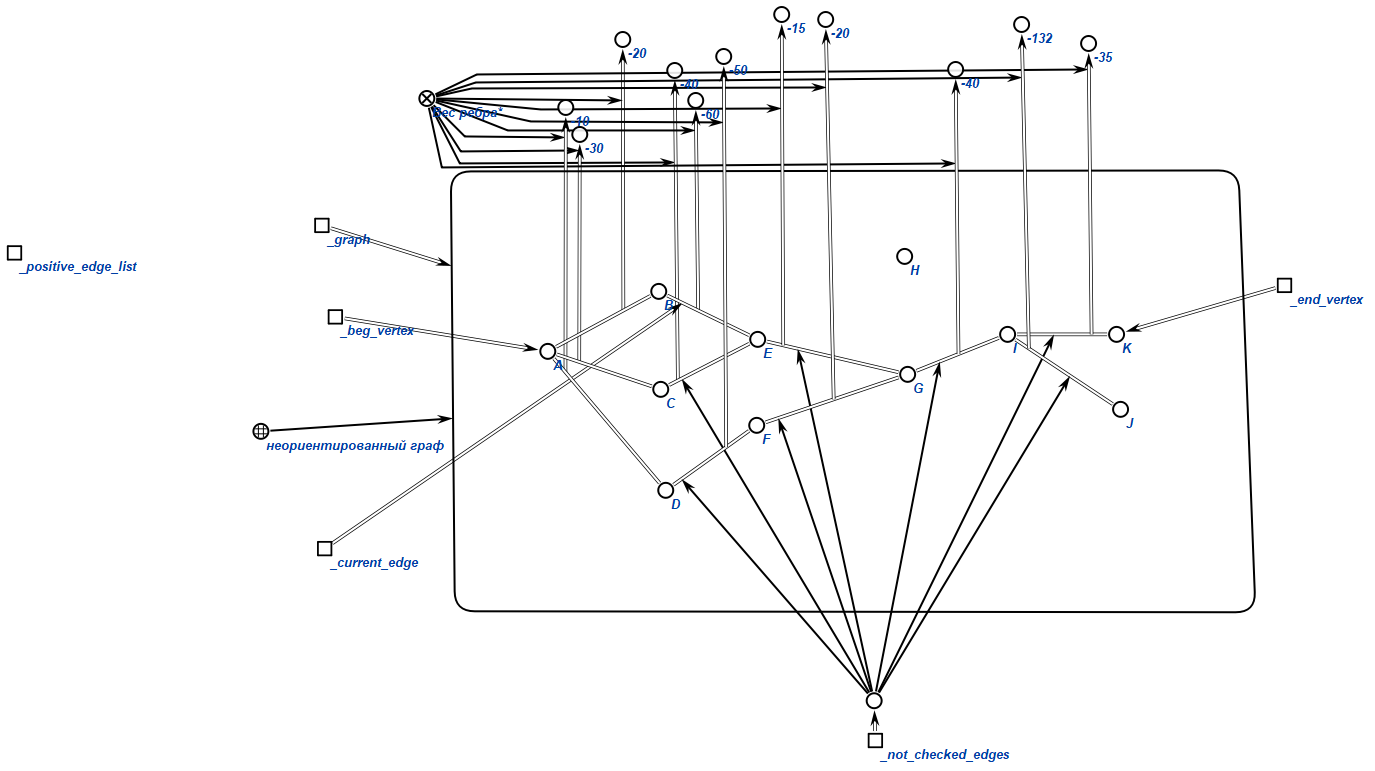 -15
-20
-132
-20
-35
-50
-40
-40
Вес ребра*
-10
-60
-30
_graph
_positive_edge_list
H
_end_vertex
B
_beg_vertex
E
I
K
A
G
C
J
F
неориентированный граф
D
_current_edge
_not_checked_edges